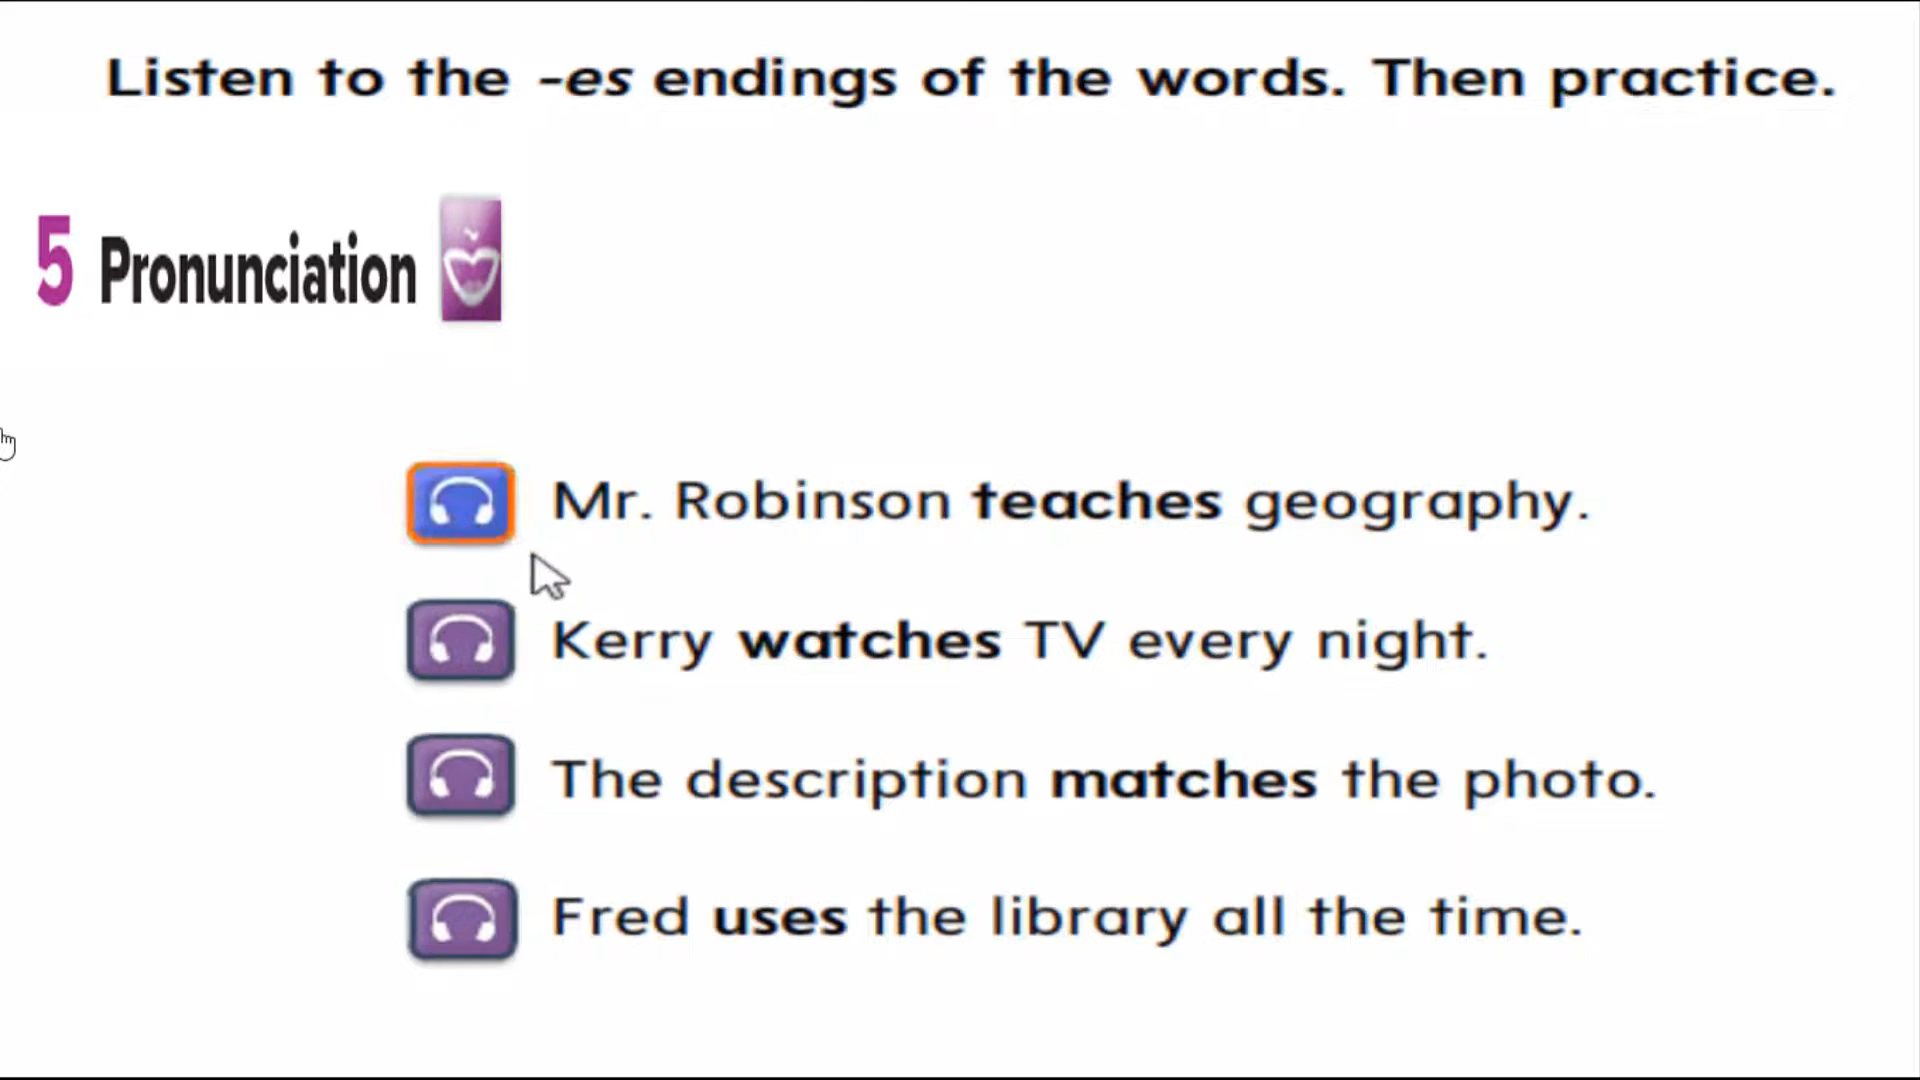 Listen to the -es endings of the words. Then practice.
5 Pronunciation
Mr. Robinson teaches geography.
Kerry watches TV every night.
The description matches the photo.
Fred uses the library all the time.